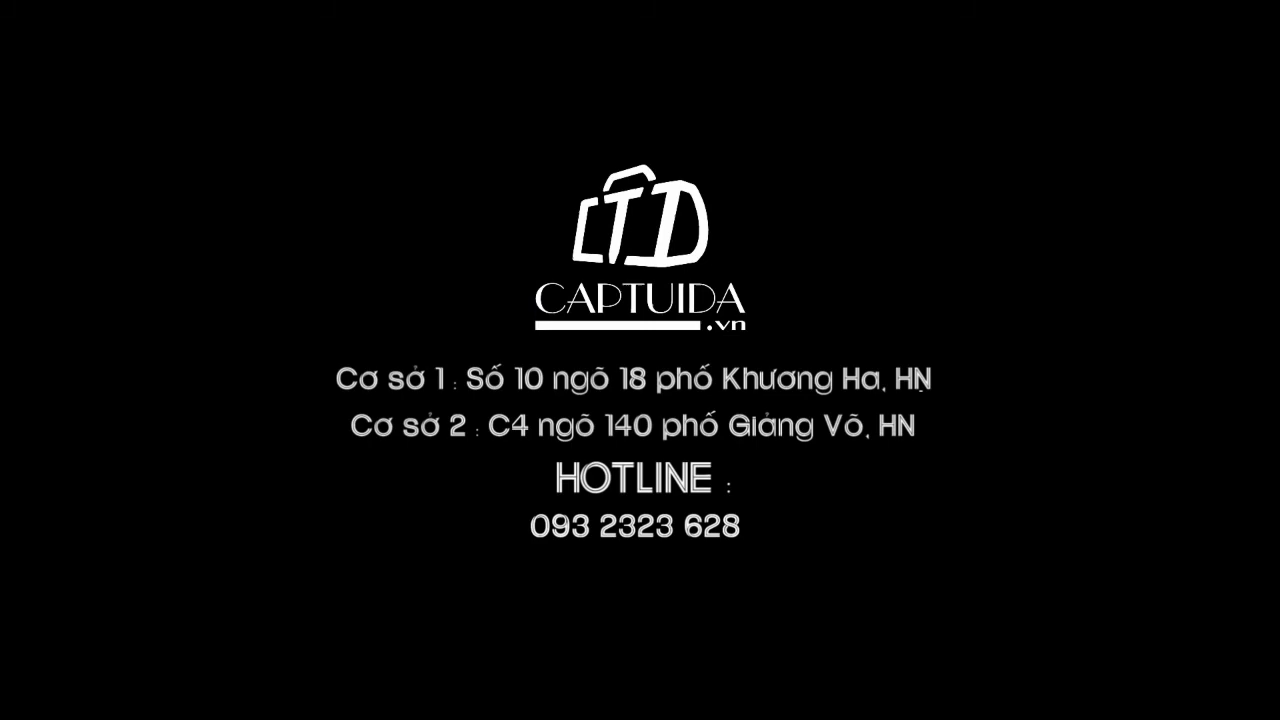 CTD
CAPTUIDA
.vn
Cơ sở 1 : Số 10 ngõ 18 phố Khương Hạ, HN
Cơ sở 2 : C4 ngõ 140 phố Giảng Võ, HN
HOTLINE :
093 2323 628